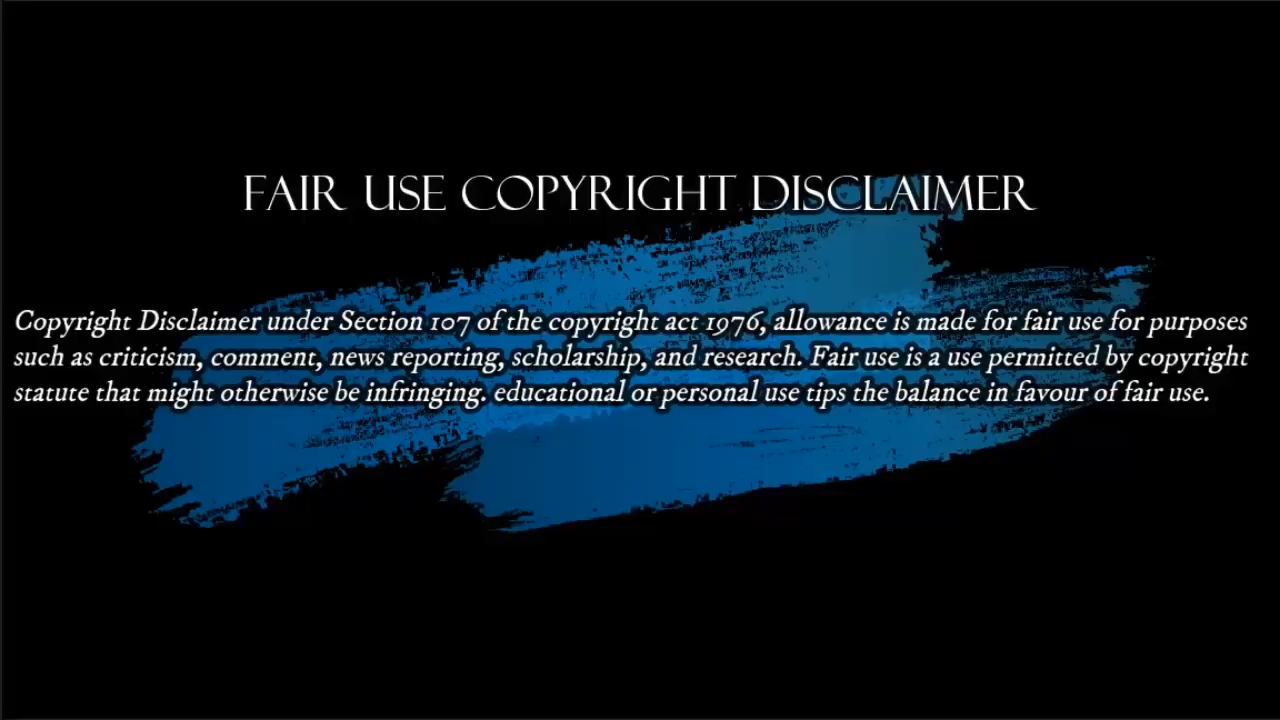 FAIR USE COPYRIGHT DISCLAIMER
Copyright Disclaimer under Section 107 of the copyright act 1976, allowance is made for fair use for purposes
such as criticism, comment, news reporting, scholarship, and research. Fair use is a use permitted by copyright
statute that might otherwise be infringing. educational or personal use tips the balance in favour of fair use.